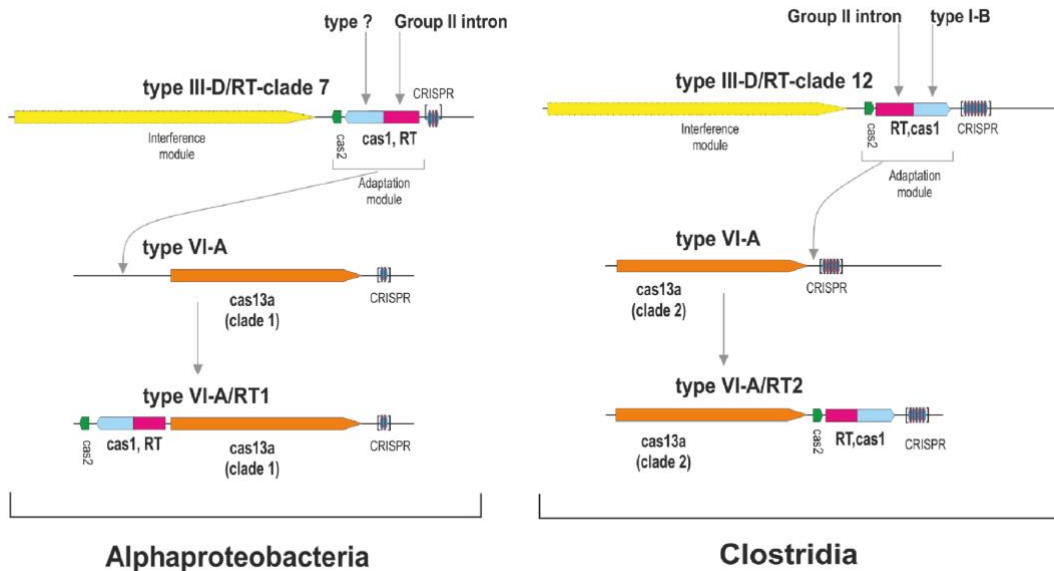 type ?
Group II intron
type III-D/RT-clade 7
CRISPR
Interference
module
cas2
cas1, RT
Adaptation
module
type VI-A
cas13a
(clade 1)
CRISPR
type VI-A/RT1
cas2
cas1, RT
cas13a
(clade 1)
CRISPR
Alphaproteobacteria
Group II intron
type I-B
type III-D/RT-clade 12
Interference
module
cas2
RT,cas1
CRISPR
Adaptation
module
type VI-A
cas13a
(clade 2)
CRISPR
type VI-A/RT2
cas13a
(clade 2)
cas2
RT,cas1
CRISPR
Clostridia